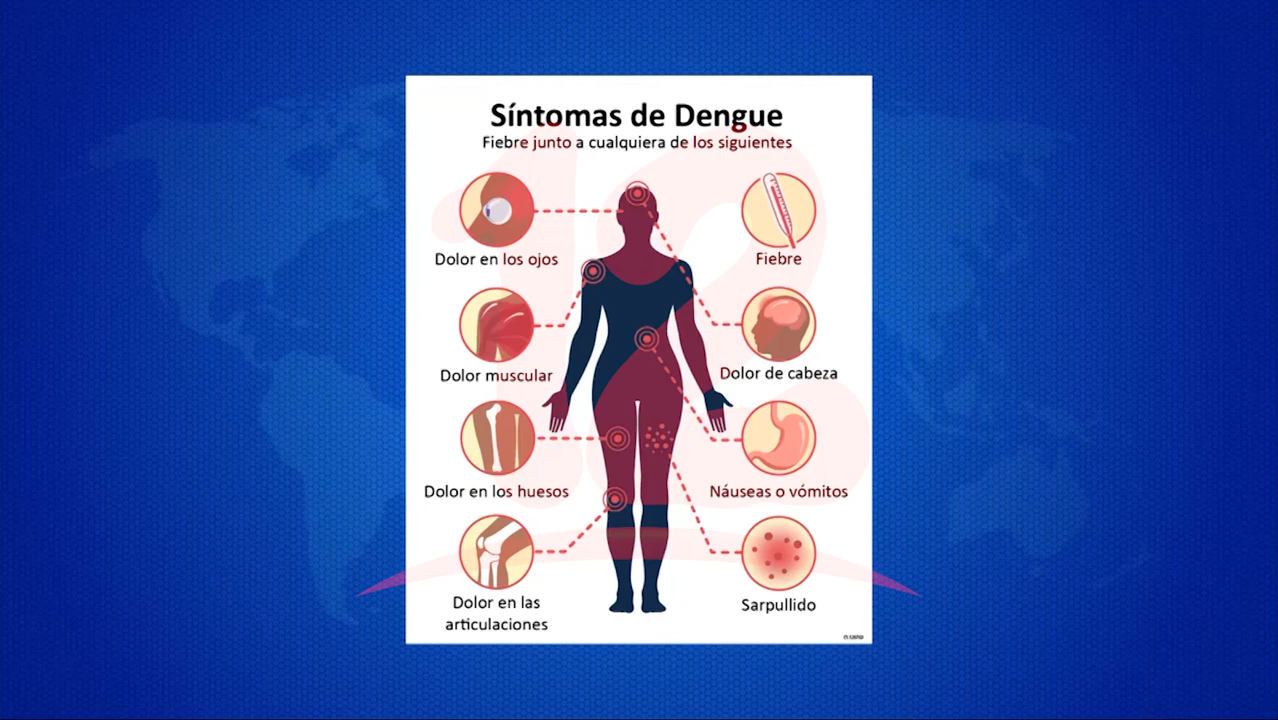 Síntomas de Dengue
Fiebre junto a cualquiera de los siguientes
Dolor en los ojos
Fiebre
Dolor muscular
Dolor de cabeza
Dolor en los huesos
Náuseas o vómitos
Dolor en las
articulaciones
Sarpullido
12